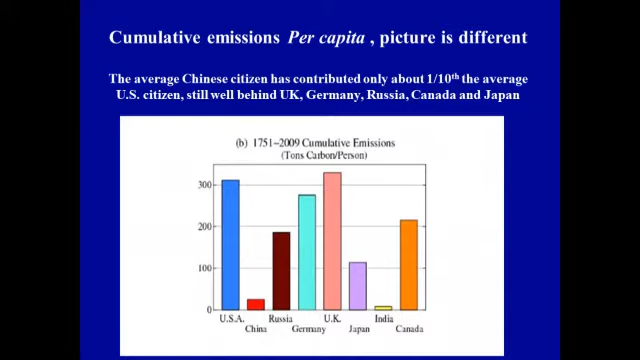 Cumulative emissions Per capita , picture is different
The average Chinese citizen has contributed only about 1/10th the average
U.S. citizen, still well behind UK, Germany, Russia, Canada and Japan
(b) 1751−2009 Cumulative Emissions
(Tons Carbon/Person)
300
200
100
0
U.S.A. Russia U.K. India
China Germany Japan Canada